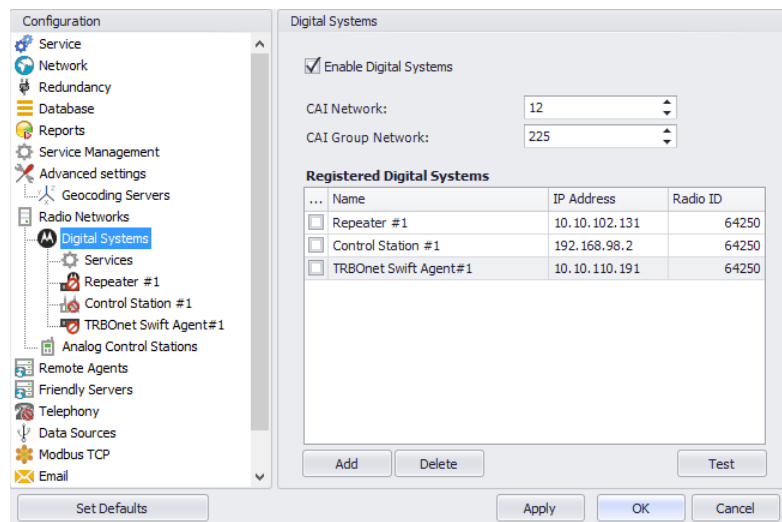 Configuration
Service
Network
Redundancy
Database
Reports
Service Management
Advanced settings
Geocoding Servers
Radio Networks
Digital Systems
Services
Repeater #1
Control Station #1
TRBOnet Swift Agent#1
Analog Control Stations
Remote Agents
Friendly Servers
Telephony
Data Sources
Modbus TCP
Email
Set Defaults
Digital Systems
Enable Digital Systems
CAI Network: 12
CAI Group Network: 225
Registered Digital Systems
... Name IP Address Radio ID
Repeater #1 10.10.102.131 64250
Control Station #1 192.168.98.2 64250
TRBOnet Swift Agent#1 10.10.110.191 64250
Add Delete Test
Apply OK Cancel